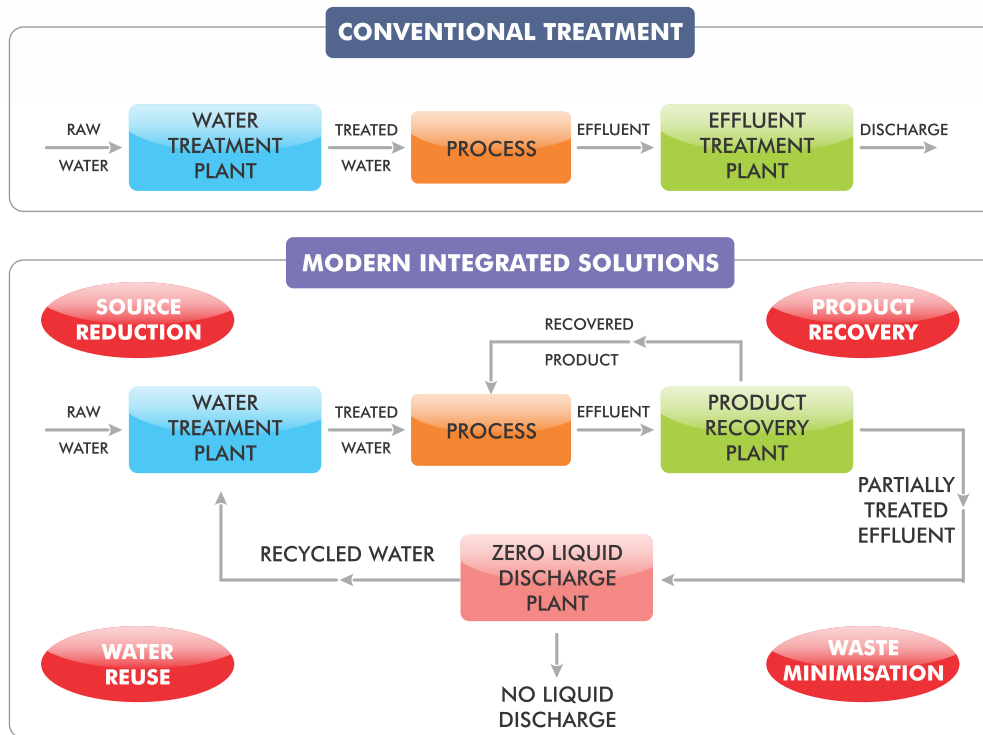 CONVENTIONAL TREATMENT
RAW
WATER
WATER
TREATMENT
PLANT
TREATED
WATER
PROCESS
EFFLUENT
EFFLUENT
TREATMENT
PLANT
DISCHARGE
MODERN INTEGRATED SOLUTIONS
SOURCE
REDUCTION
PRODUCT
RECOVERY
RECOVERED
PRODUCT
RAW
WATER
WATER
TREATMENT
PLANT
TREATED
WATER
PROCESS
EFFLUENT
PRODUCT
RECOVERY
PLANT
PARTIALLY
TREATED
EFFLUENT
RECYCLED WATER
ZERO LIQUID
DISCHARGE
PLANT
WATER
REUSE
NO LIQUID
DISCHARGE
WASTE
MINIMISATION